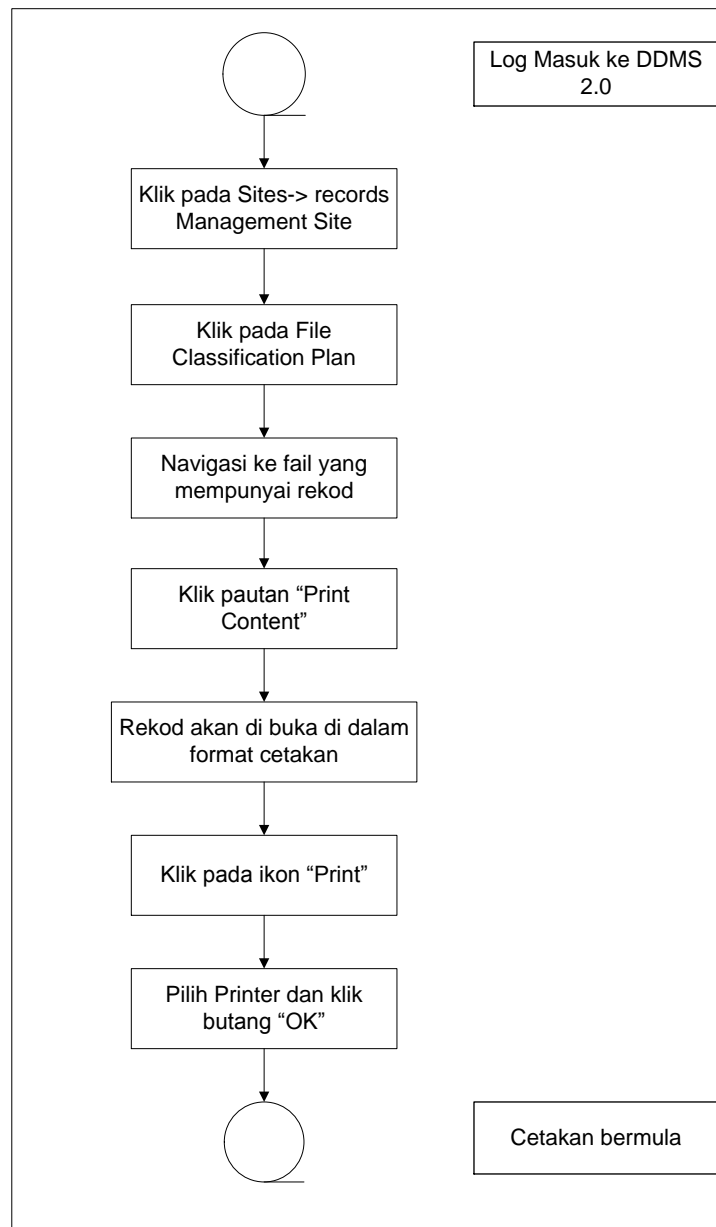 Log Masuk ke DDMS
2.0
Klik pada Sites-> records
Management Site
Klik pada File
Classification Plan
Navigasi ke fail yang
mempunyai rekod
Klik pautan “Print
Content”
Rekod akan di buka di dalam
format cetakan
Klik pada ikon “Print”
Pilih Printer dan klik
butang “OK”
Cetakan bermula